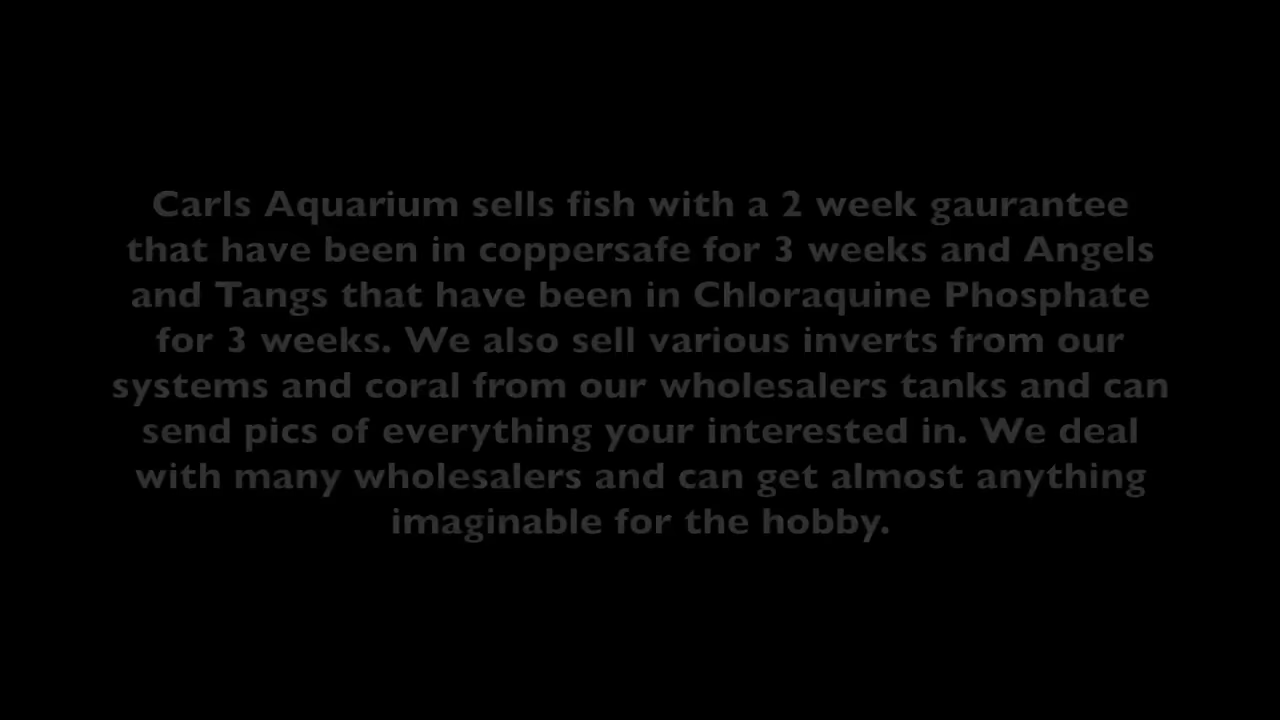 Carls Aquarium sells fish with a 2 week gaurantee
that have been in coppersafe for 3 weeks and Angels
and Tangs that have been in Chloraquine Phosphate
for 3 weeks. We also sell various inverts from our
systems and coral from our wholesalers tanks and can
send pics of everything your interested in. We deal
with many wholesalers and can get almost anything
imaginable for the hobby.